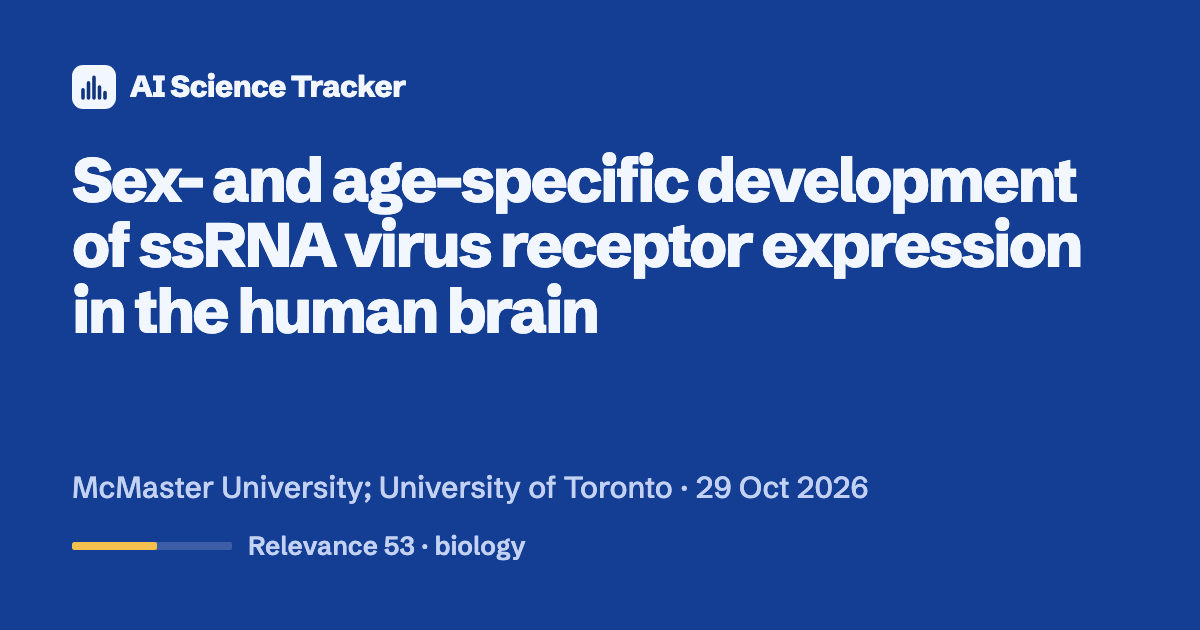 AI Science Tracker
Sex- and age-specific development
of ssRNA virus receptor expression
in the human brain
McMaster University; University of Toronto · 29 Oct 2026
Relevance 53 · biology